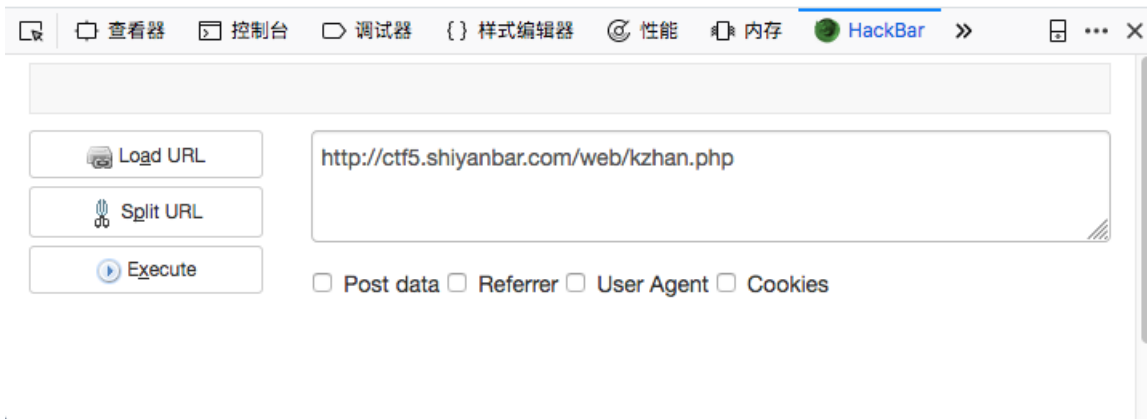 查看器 控制台 调试器 {} 样式编辑器 性能 内存 HackBar
Load URL
http://ctf5.shiyanbar.com/web/kzhan.php
Split URL
Execute
Post data Referrer User Agent Cookies